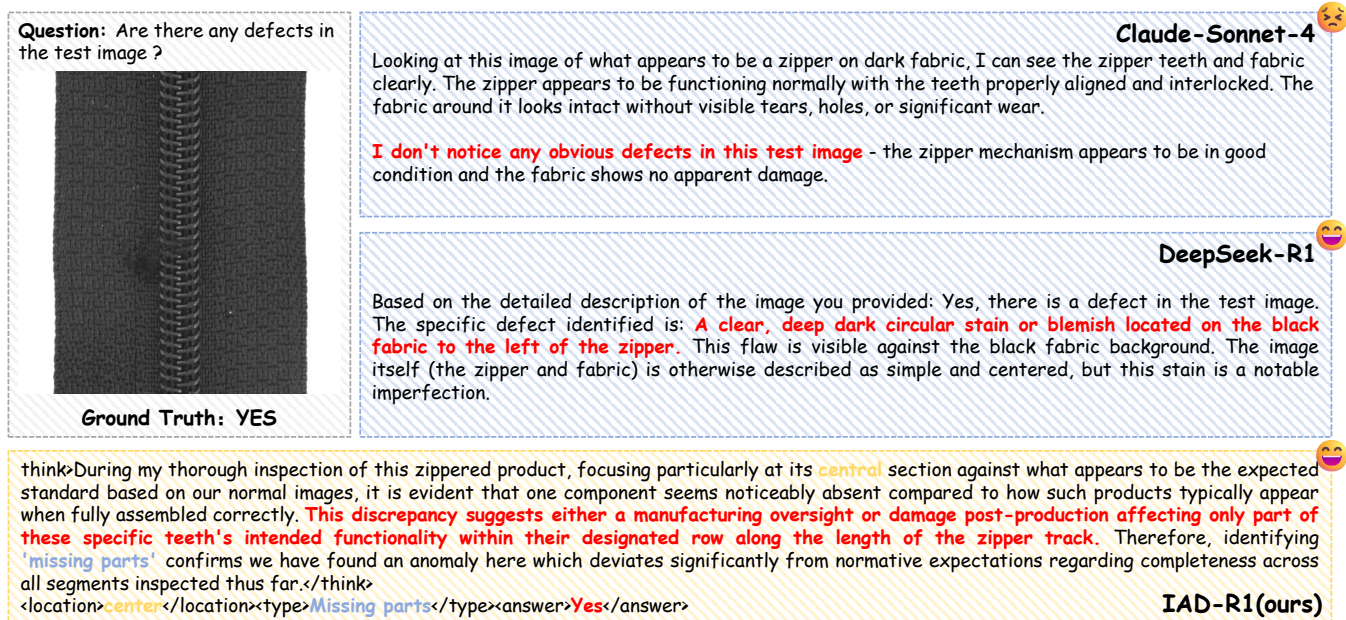 Question: Are there any defects in
the test image ?
Ground Truth: YES
Claude-Sonnet-4
Looking at this image of what appears to be a zipper on dark fabric, I can see the zipper teeth and fabric
clearly. The zipper appears to be functioning normally with the teeth properly aligned and interlocked. The
fabric around it looks intact without visible tears, holes, or significant wear.
I don't notice any obvious defects in this test image - the zipper mechanism appears to be in good
condition and the fabric shows no apparent damage.
DeepSeek-R1
Based on the detailed description of the image you provided: Yes, there is a defect in the test image.
The specific defect identified is: A clear, deep dark circular stain or blemish located on the black
fabric to the left of the zipper. This flaw is visible against the black fabric background. The image
itself (the zipper and fabric) is otherwise described as simple and centered, but this stain is a notable
imperfection.
think>During my thorough inspection of this zippered product, focusing particularly at its central section against what appears to be the expected
standard based on our normal images, it is evident that one component seems noticeably absent compared to how such products typically appear
when fully assembled correctly. This discrepancy suggests either a manufacturing oversight or damage post-production affecting only part of
these specific teeth's intended functionality within their designated row along the length of the zipper track. Therefore, identifying
'missing parts' confirms we have found an anomaly here which deviates significantly from normative expectations regarding completeness across
all segments inspected thus far.</think>
<location>center</location><type>Missing parts</type><answer>Yes</answer>
IAD-R1(ours)